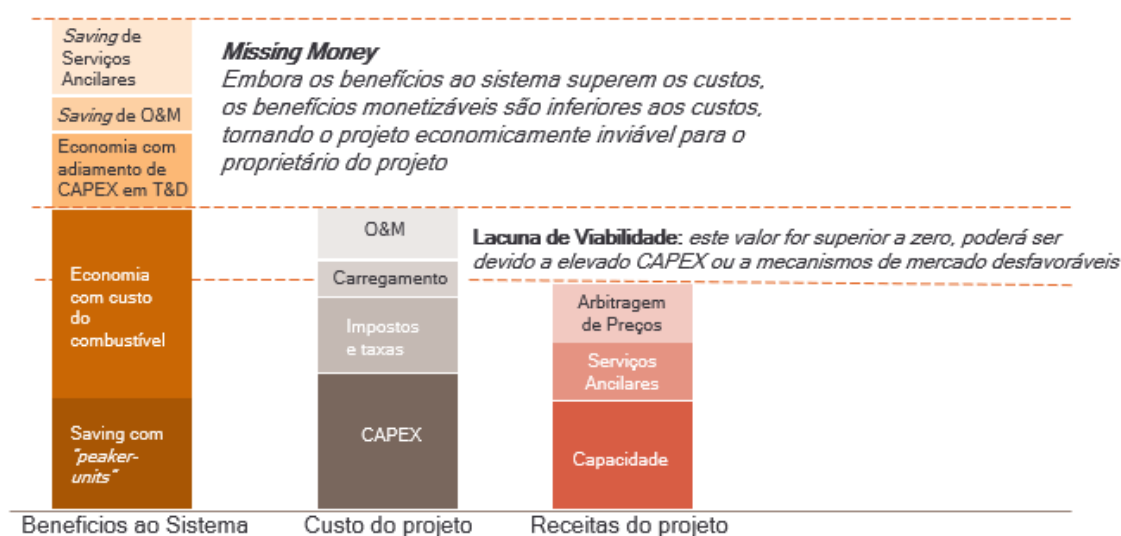 Saving de
Serviços
Ancilares
Saving de O&M
Economia com
adiamento de
CAPEX em T&D
Economia
com custo
do
combustível
Saving com
"peaker-
units"
Missing Money
Embora os benefícios ao sistema superem os custos,
os benefícios monetizáveis são inferiores aos custos,
tornando o projeto economicamente inviável para o
proprietário do projeto
O&M
Carregamento
Impostos
e taxas
CAPEX
Lacuna de Viabilidade: este valor for superior a zero, poderá ser
devido a elevado CAPEX ou a mecanismos de mercado desfavoráveis
Arbitragem
de Preços
Serviços
Ancilares
Capacidade
Beneficios ao Sistema
Custo do projeto
Receitas do projeto